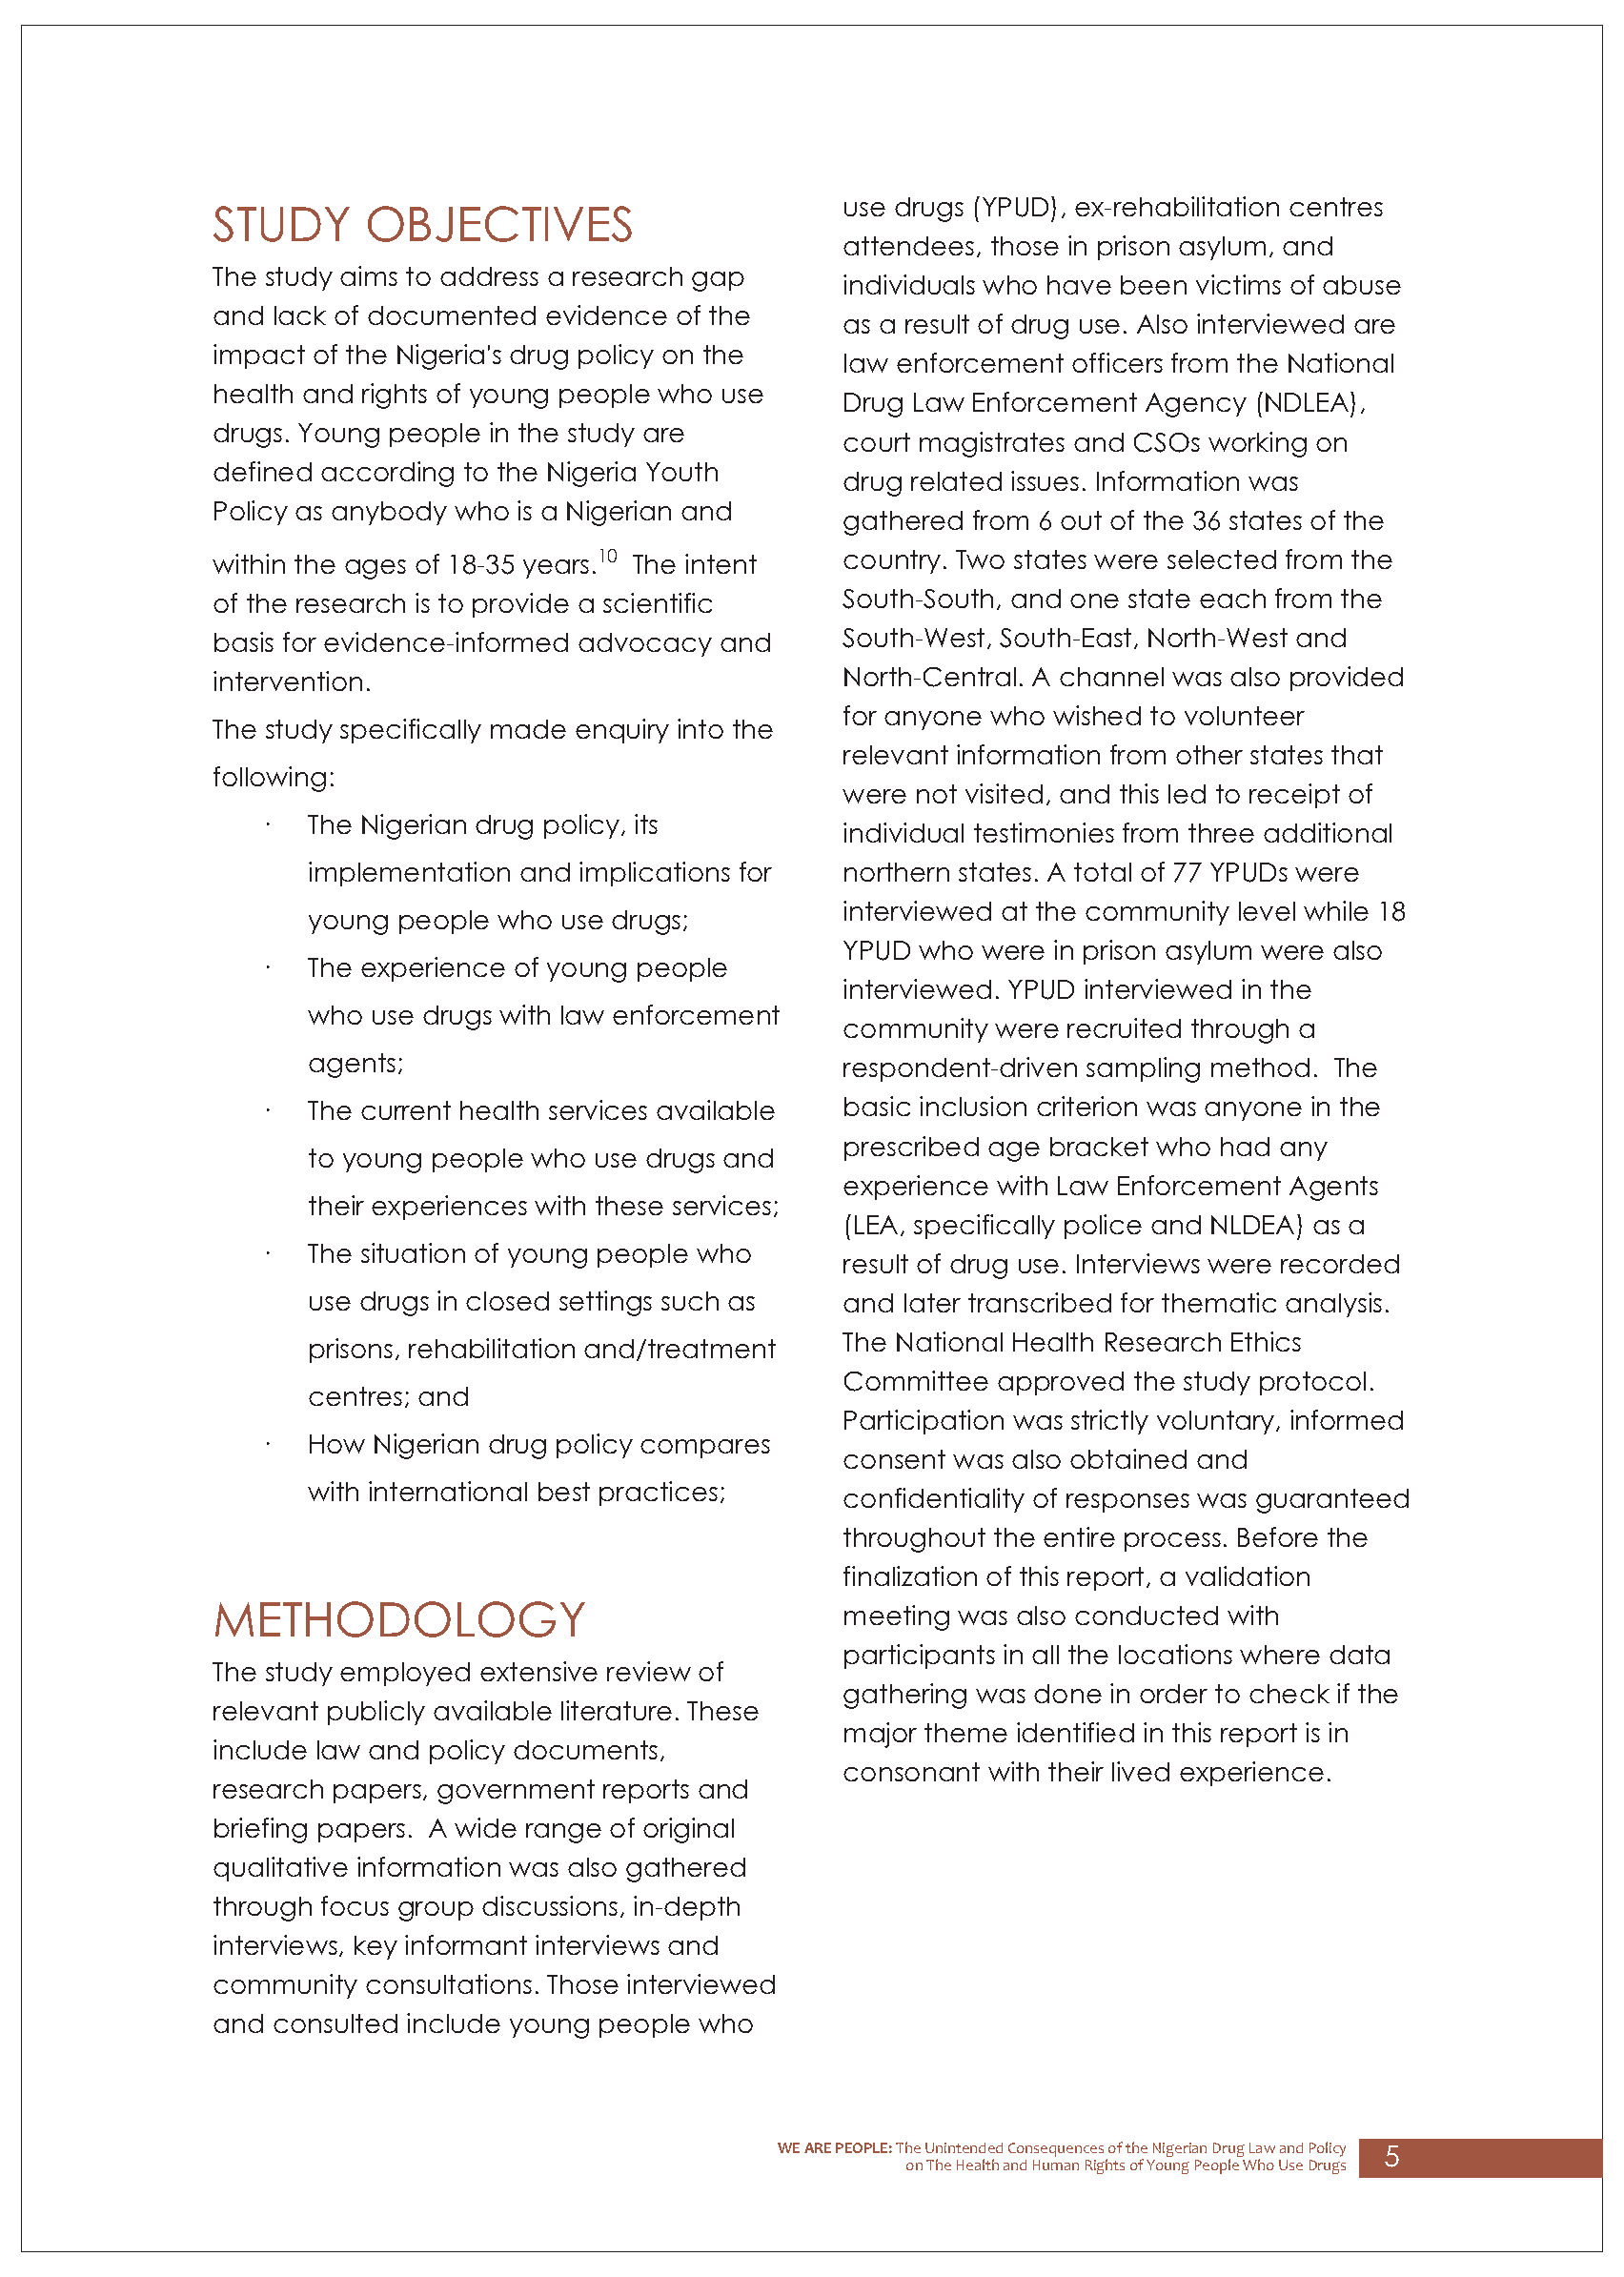 STUDY OBJECTIVES
The study aims to address a research gap
and lack of documented evidence of the
impact of the Nigeria's drug policy on the
health and rights of young people who use
drugs. Young people in the study are
defined according to the Nigeria Youth
Policy as anybody who is a Nigerian and
within the ages of 18-35 years.10 The intent
of the research is to provide a scientific
basis for evidence-informed advocacy and
intervention.
The study specifically made enquiry into the
following:
· The Nigerian drug policy, its
implementation and implications for
young people who use drugs;
· The experience of young people
who use drugs with law enforcement
agents;
· The current health services available
to young people who use drugs and
their experiences with these services;
· The situation of young people who
use drugs in closed settings such as
prisons, rehabilitation and/treatment
centres; and
· How Nigerian drug policy compares
with international best practices;
METHODOLOGY
The study employed extensive review of
relevant publicly available literature. These
include law and policy documents,
research papers, government reports and
briefing papers. A wide range of original
qualitative information was also gathered
through focus group discussions, in-depth
interviews, key informant interviews and
community consultations. Those interviewed
and consulted include young people who
use drugs (YPUD), ex-rehabilitation centres
attendees, those in prison asylum, and
individuals who have been victims of abuse
as a result of drug use. Also interviewed are
law enforcement officers from the National
Drug Law Enforcement Agency (NDLEA),
court magistrates and CSOs working on
drug related issues. Information was
gathered from 6 out of the 36 states of the
country. Two states were selected from the
South-South, and one state each from the
South-West, South-East, North-West and
North-Central. A channel was also provided
for anyone who wished to volunteer
relevant information from other states that
were not visited, and this led to receipt of
individual testimonies from three additional
northern states. A total of 77 YPUDs were
interviewed at the community level while 18
YPUD who were in prison asylum were also
interviewed. YPUD interviewed in the
community were recruited through a
respondent-driven sampling method. The
basic inclusion criterion was anyone in the
prescribed age bracket who had any
experience with Law Enforcement Agents
(LEA, specifically police and NLDEA) as a
result of drug use. Interviews were recorded
and later transcribed for thematic analysis.
The National Health Research Ethics
Committee approved the study protocol.
Participation was strictly voluntary, informed
consent was also obtained and
confidentiality of responses was guaranteed
throughout the entire process. Before the
finalization of this report, a validation
meeting was also conducted with
participants in all the locations where data
gathering was done in order to check if the
major theme identified in this report is in
consonant with their lived experience.
WE ARE PEOPLE: The Unintended Consequences of the Nigerian Drug Law and Policy
on The Health and Human Rights of Young People Who Use Drugs
5